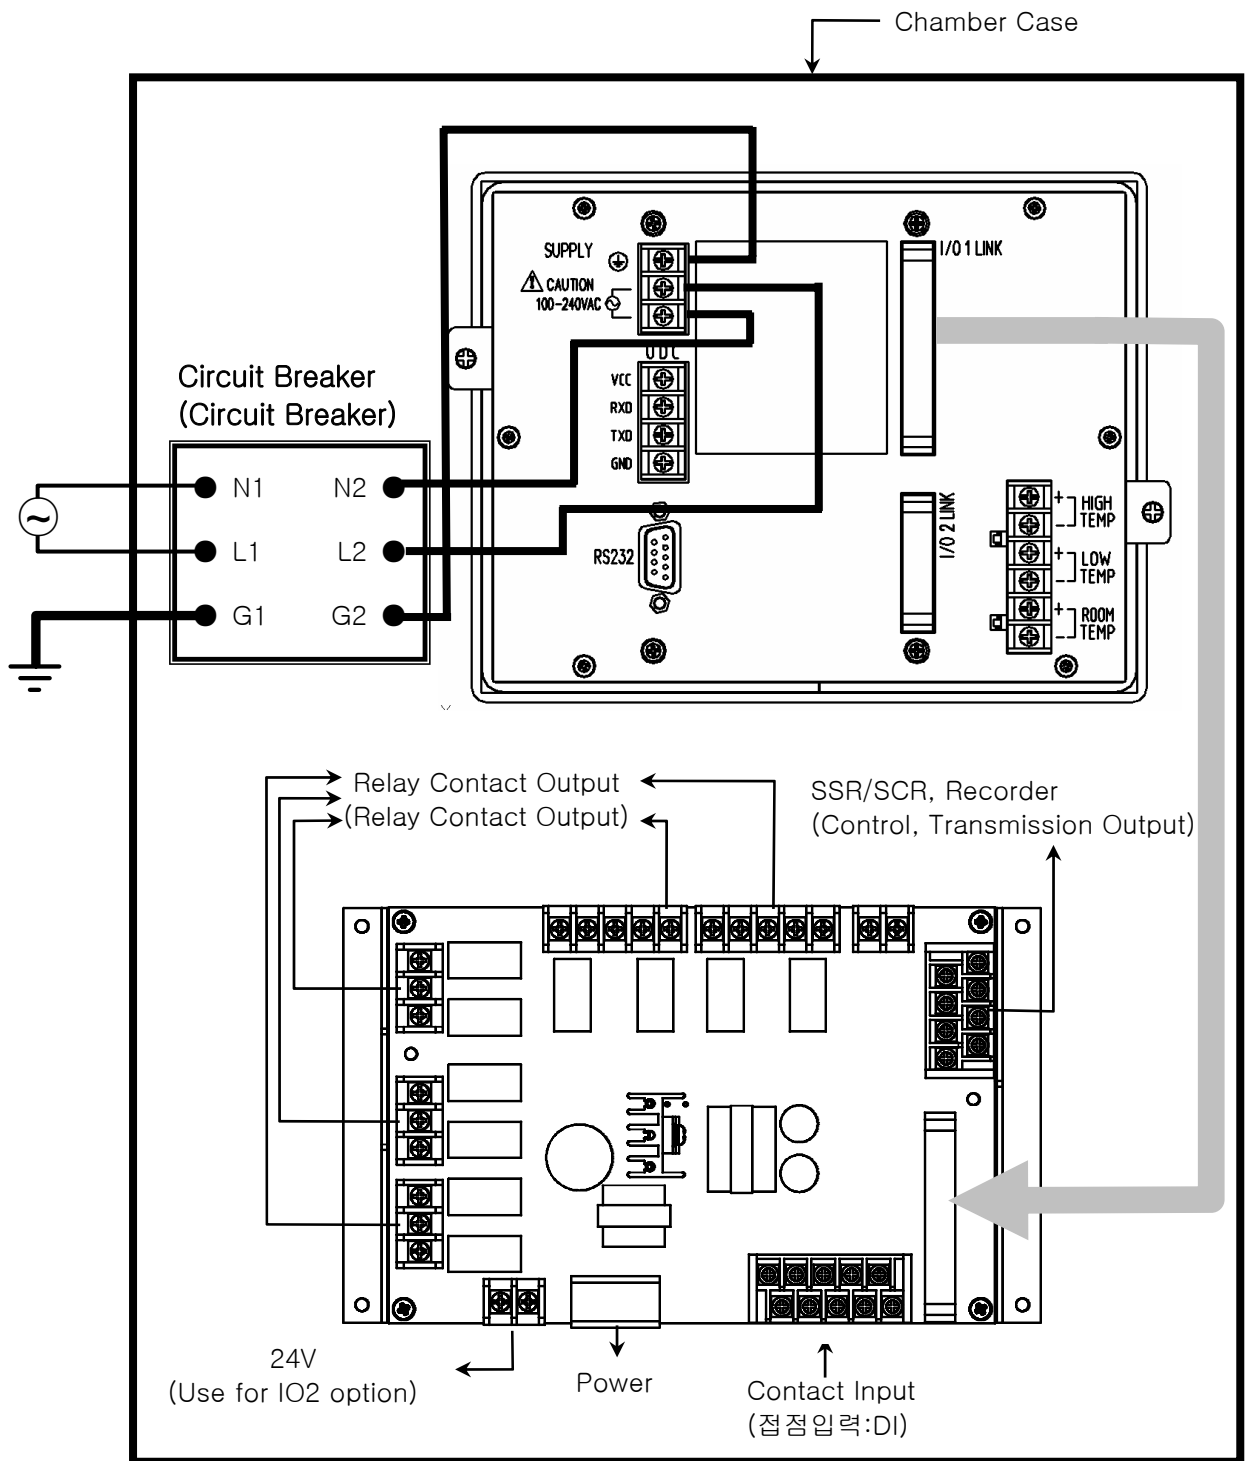 Chamber Case
SUPPLY
CAUTION
100-240VAC
I/O 1 LINK
VCC
RXD
TXD
GND
Circuit Breaker
(Circuit Breaker)
N1 N2
L1 L2
G1 G2
~
RS232
I/O 2 LINK
+ HIGH
- TEMP
+ LOW
- TEMP
+ ROOM
- TEMP
Relay Contact Output
(Relay Contact Output)
SSR/SCR, Recorder
(Control, Transmission Output)
24V
(Use for IO2 option)
Power
Contact Input
(접점입력:DI)